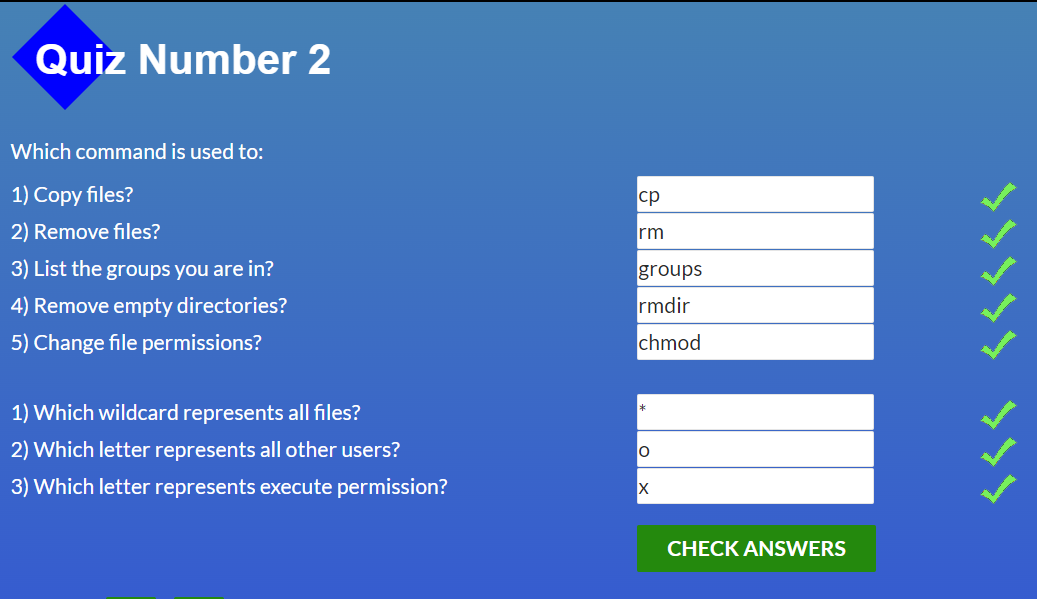 Quiz Number 2
Which command is used to:
1) Copy files? cp
2) Remove files? rm
3) List the groups you are in? groups
4) Remove empty directories? rmdir
5) Change file permissions? chmod
1) Which wildcard represents all files? *
2) Which letter represents all other users? o
3) Which letter represents execute permission? x
CHECK ANSWERS